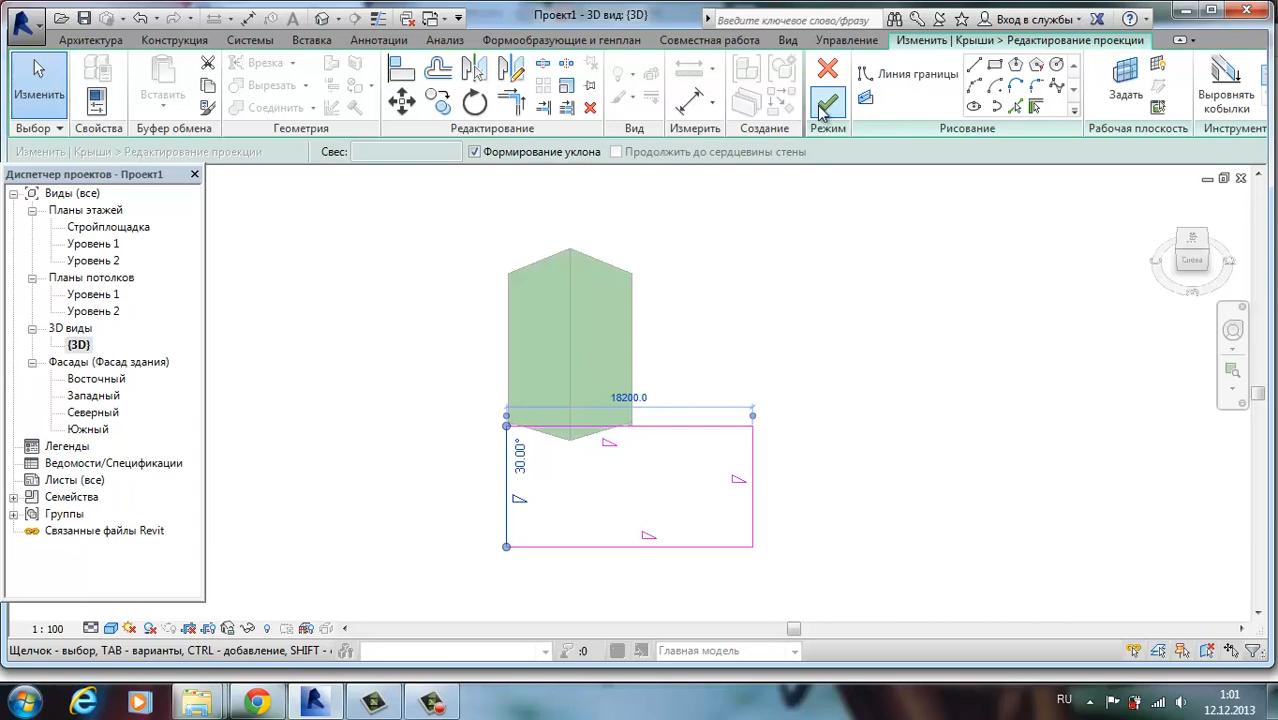 Проект1 - 3D вид: {3D}
Введите ключевое слово/фразу
Вход в службы
Архитектура
Конструкция
Системы
Вставка
Аннотации
Анализ
Формообразующие и генплан
Совместная работа
Вид
Управление
Изменить | Крыши > Редактирование проекции
Изменить
Вставить
Врезка
Вырезать
Соединить
Линия границы
Задать
Выровнять
кобылки
Выбор
Свойства
Буфер обмена
Геометрия
Редактирование
Вид
Измерить
Создание
Режим
Рисование
Рабочая плоскость
Инструмент
Изменить | Крыши > Редактирование проекции
Свес:
Формирование уклона
Продолжить до сердцевины стены
Диспетчер проектов - Проект1
Виды (все)
Планы этажей
Стройплощадка
Уровень 1
Уровень 2
Планы потолков
Уровень 1
Уровень 2
3D виды
{3D}
Фасады (Фасад здания)
Восточный
Западный
Северный
Южный
Легенды
Ведомости/Спецификации
Листы (все)
Семейства
Группы
Связанные файлы Revit
18200.0
30.00°
1 : 100
Щелчок - выбор, TAB - варианты, CTRL - добавление, SHIFT -
:0
Главная модель
RU
1:01
12.12.2013